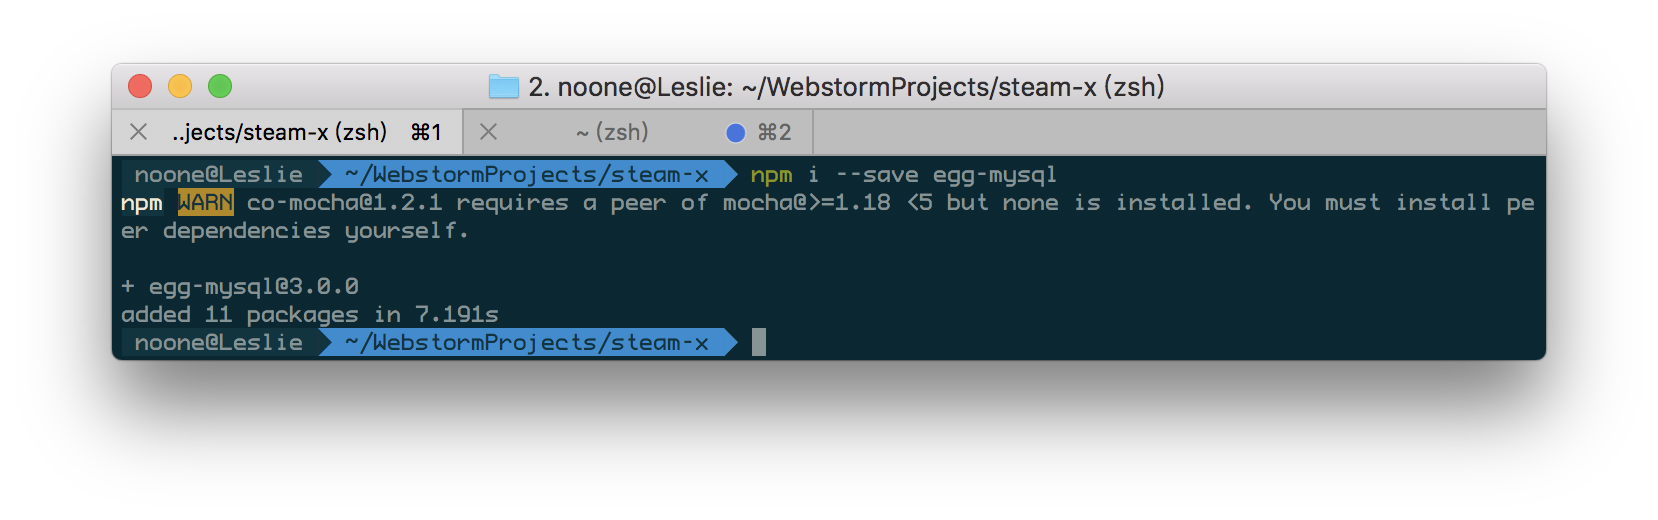 2. noone@Leslie: ~/WebstormProjects/steam-x (zsh)
..jects/steam-x (zsh) ⌘1 ~ (zsh) ⌘2
noone@Leslie ~/WebstormProjects/steam-x npm i --save egg-mysql
npm WARN co-mocha@1.2.1 requires a peer of mocha@>=1.18 <5 but none is installed. You must install pe
er dependencies yourself.
+ egg-mysql@3.0.0
added 11 packages in 7.191s
noone@Leslie ~/WebstormProjects/steam-x